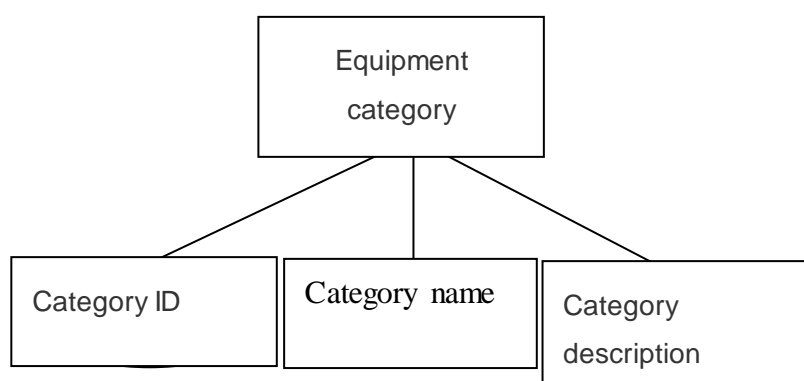 Equipment
category
Category ID
Category name
Category
description